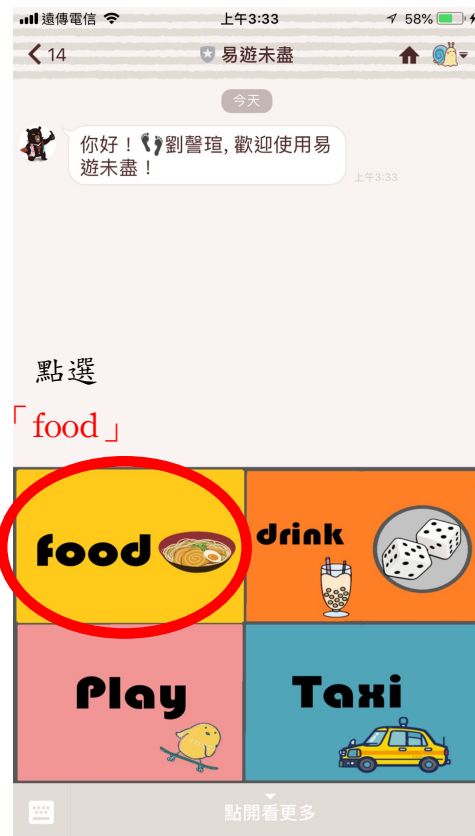 遠傳電信 上午3:33 58%
14 易遊未盡
今天
你好！👣劉謦瑄, 歡迎使用易
遊未盡！
上午3:33
點選
「food」
food
drink
Play
Taxi
點開看更多